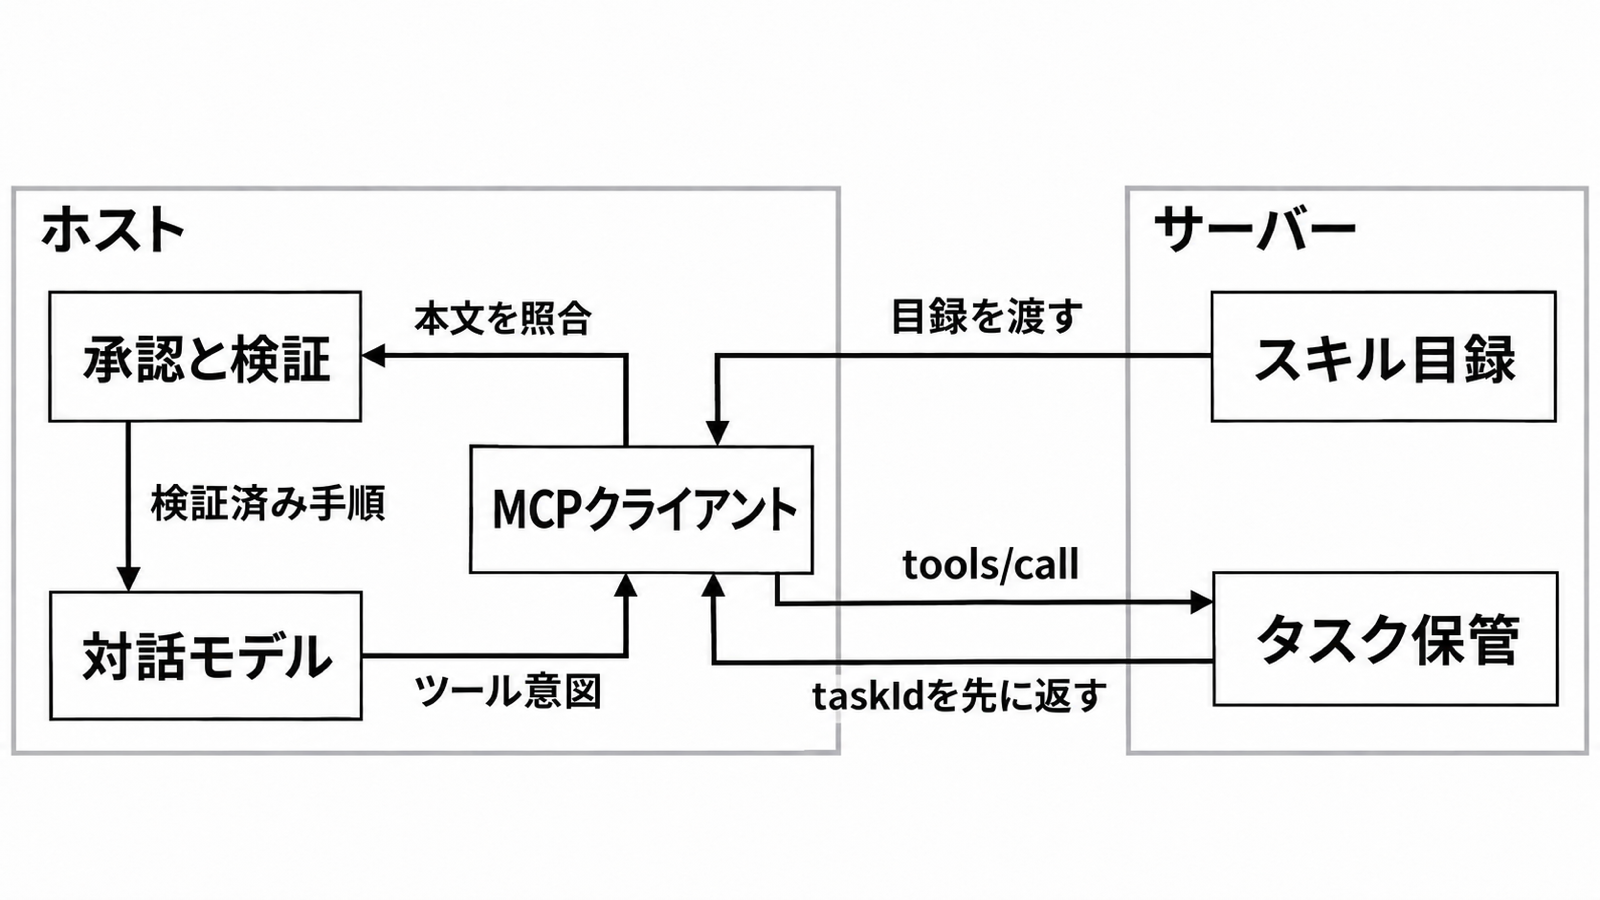 ホスト
サーバー
本文を照合
目録を渡す
承認と検証
スキル目録
検証済み手順
MCPクライアント
tools/call
対話モデル
タスク保管
ツール意図
taskIdを先に返す